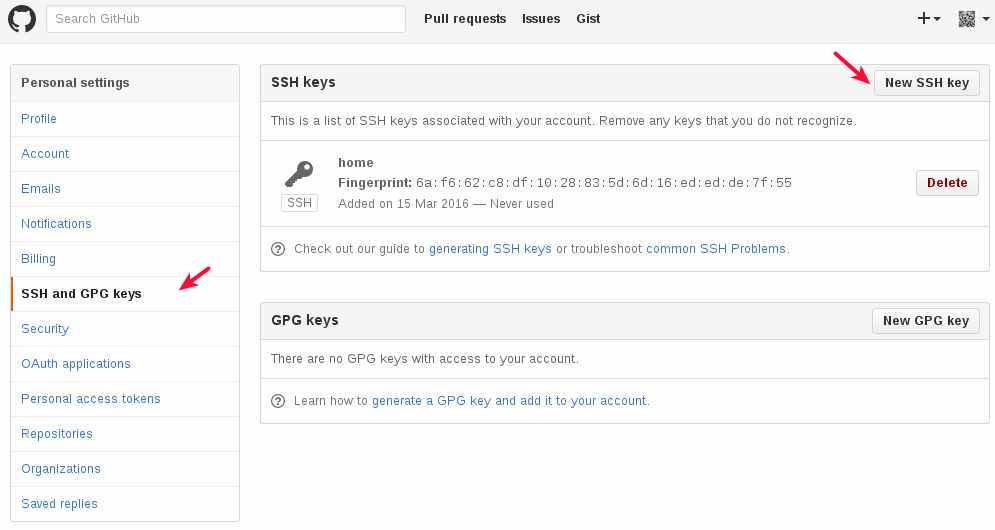 Search GitHub
Pull requests Issues Gist
Personal settings
Profile
Account
Emails
Notifications
Billing
SSH and GPG keys
Security
OAuth applications
Personal access tokens
Repositories
Organizations
Saved replies
SSH keys
New SSH key
This is a list of SSH keys associated with your account. Remove any keys that you do not recognize.
SSH
home
Fingerprint: 6a:f6:62:c8:df:10:28:83:5d:6d:16:ed:ed:de:7f:55
Added on 15 Mar 2016 — Never used
Delete
Check out our guide to generating SSH keys or troubleshoot common SSH Problems.
GPG keys
New GPG key
There are no GPG keys with access to your account.
Learn how to generate a GPG key and add it to your account.